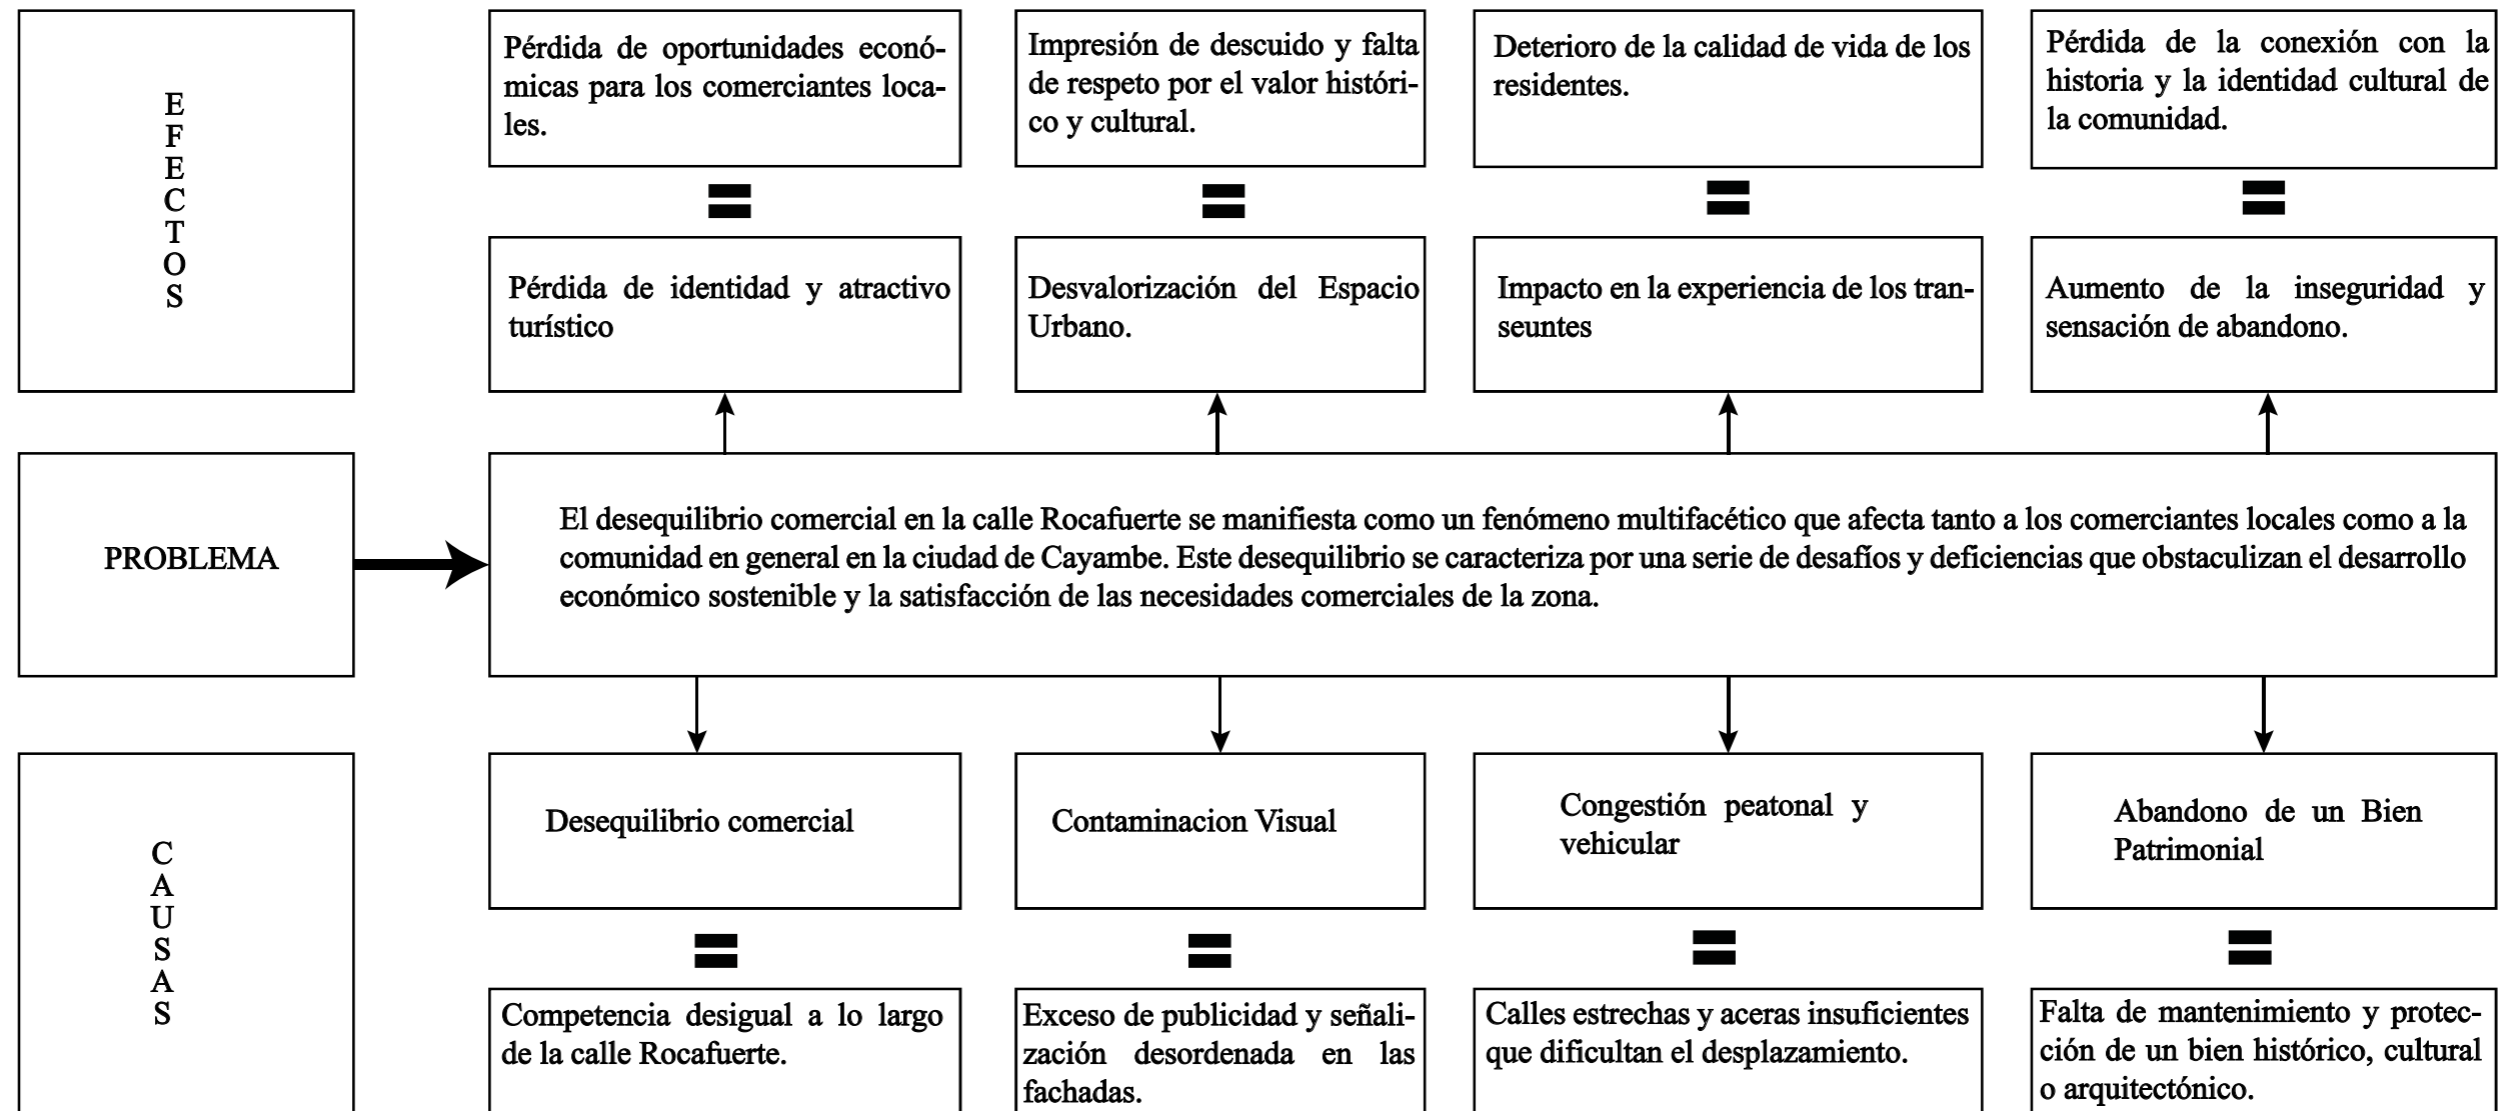 E
F
E
C
T
O
S
Pérdida de oportunidades econó-
micas para los comerciantes loca-
les.
Impresión de descuido y falta
de respeto por el valor históri-
co y cultural.
Deterioro de la calidad de vida de los
residentes.
Pérdida de la conexión con la
historia y la identidad cultural de
la comunidad.
=
=
=
=
Pérdida de identidad y atractivo
turístico
Desvalorización del Espacio
Urbano.
Impacto en la experiencia de los tran-
seuntes
Aumento de la inseguridad y
sensación de abandono.
PROBLEMA
El desequilibrio comercial en la calle Rocafuerte se manifiesta como un fenómeno multifacético que afecta tanto a los comerciantes locales como a la
comunidad en general en la ciudad de Cayambe. Este desequilibrio se caracteriza por una serie de desafíos y deficiencias que obstaculizan el desarrollo
económico sostenible y la satisfacción de las necesidades comerciales de la zona.
C
A
U
S
A
S
Desequilibrio comercial
Contaminacion Visual
Congestión peatonal y
vehicular
Abandono de un Bien
Patrimonial
=
=
=
=
Competencia desigual a lo largo
de la calle Rocafuerte.
Exceso de publicidad y señali-
zación desordenada en las
fachadas.
Calles estrechas y aceras insuficientes
que dificultan el desplazamiento.
Falta de mantenimiento y protec-
ción de un bien histórico, cultural
o arquitectónico.